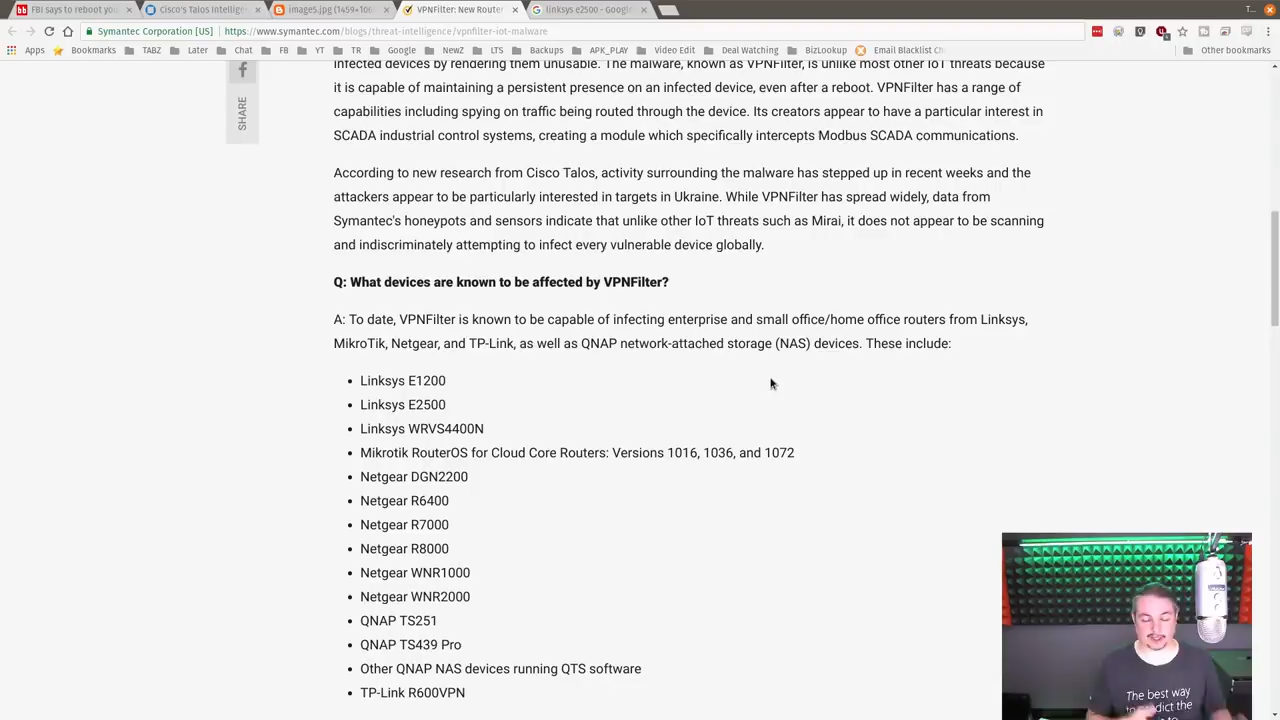 FBI says to reboot you
Cisco's Talos Intellige
image5.jpg (1459×106
VPNFilter: New Router
linksys e2500 - Google
T...
Symantec Corporation [US]
https://www.symantec.com/blogs/threat-intelligence/vpnfilter-iot-malware
Apps
Bookmarks
TABZ
Later
Chat
FB
YT
TR
Google
NewZ
LTS
Backups
APK_PLAY
Video Edit
Deal Watching
BizLookup
Email Blacklist Ch
Other bookmarks
SHARE
infected devices by rendering them unusable. The malware, known as VPNFilter, is unlike most other IoT threats because
it is capable of maintaining a persistent presence on an infected device, even after a reboot. VPNFilter has a range of
capabilities including spying on traffic being routed through the device. Its creators appear to have a particular interest in
SCADA industrial control systems, creating a module which specifically intercepts Modbus SCADA communications.
According to new research from Cisco Talos, activity surrounding the malware has stepped up in recent weeks and the
attackers appear to be particularly interested in targets in Ukraine. While VPNFilter has spread widely, data from
Symantec's honeypots and sensors indicate that unlike other IoT threats such as Mirai, it does not appear to be scanning
and indiscriminately attempting to infect every vulnerable device globally.
Q: What devices are known to be affected by VPNFilter?
A: To date, VPNFilter is known to be capable of infecting enterprise and small office/home office routers from Linksys,
MikroTik, Netgear, and TP-Link, as well as QNAP network-attached storage (NAS) devices. These include:
• Linksys E1200
• Linksys E2500
• Linksys WRVS4400N
• Mikrotik RouterOS for Cloud Core Routers: Versions 1016, 1036, and 1072
• Netgear DGN2200
• Netgear R6400
• Netgear R7000
• Netgear R8000
• Netgear WNR1000
• Netgear WNR2000
• QNAP TS251
• QNAP TS439 Pro
• Other QNAP NAS devices running QTS software
• TP-Link R600VPN
The best way
to predict the